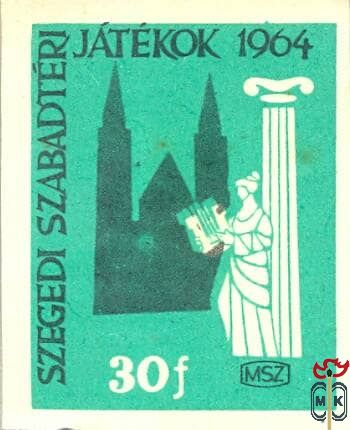 SZEGEDI SZABADTÉRI
JÁTÉKOK 1964
30f
MSZ
MK